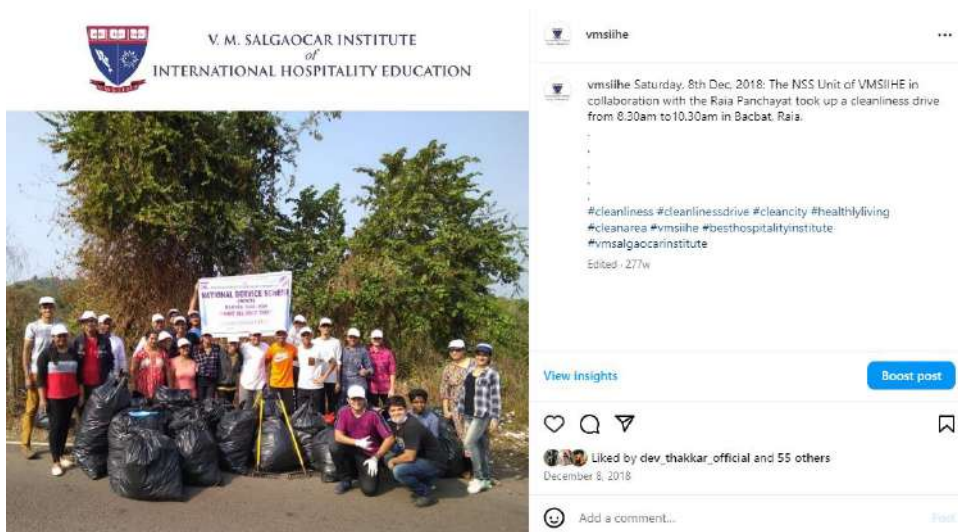 V. M. SALGAOCAR INSTITUTE
of
INTERNATIONAL HOSPITALITY EDUCATION
NATIONAL SERVICE SCHEME
vmsiihe
vmsiihe Saturday, 8th Dec, 2018: The NSS Unit of VMSIIHE in
collaboration with the Raia Panchayat took up a cleanliness drive
from 8.30am to10.30am in Bacbat, Raia.
.
.
.
.
.
#cleanliness #cleanlinessdrive #cleancity #healthlyliving
#cleanarea #vmsiihe #besthospitalityinstitute
#vmsalgaocarinstitute
Edited · 277w
View insights
Boost post
Liked by dev_thakkar_official and 55 others
December 8, 2018
Add a comment...
Post